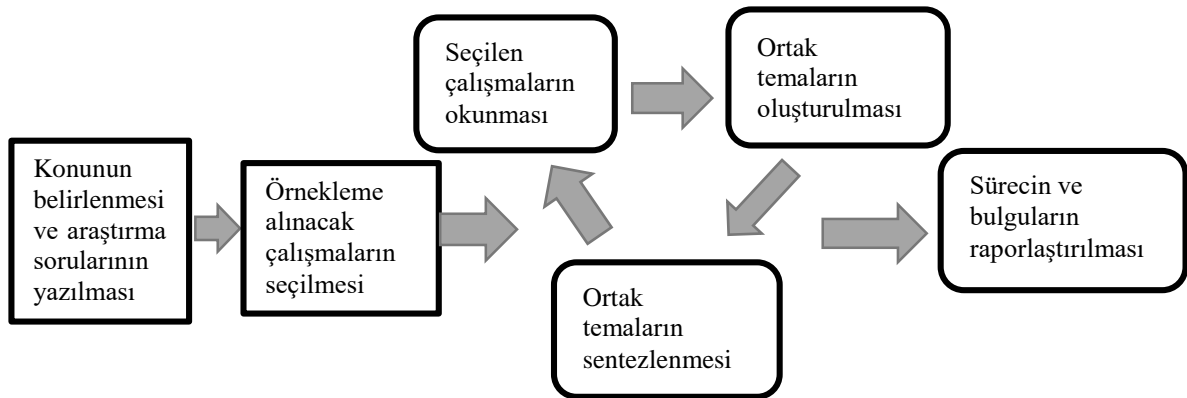 Konunun
belirlenmesi
ve araştırma
sorularının
yazılması
Örnekleme
alınacak
çalışmaların
seçilmesi
Seçilen
çalışmaların
okunması
Ortak
temaların
oluşturulması
Ortak
temaların
sentezlenmesi
Sürecin ve
bulguların
raporlaştırılması